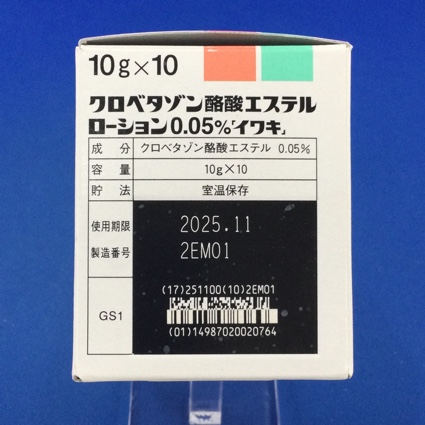 10g×10
クロベタゾン酪酸エステル
ローション0.05%「イワキ」
成分 クロベタゾン酪酸エステル 0.05%
容量 10g×10
貯法 室温保存
使用期限 2025.11
製造番号 2EM01
GS1
(17)251100(10)2EM01
(01)14987020020764